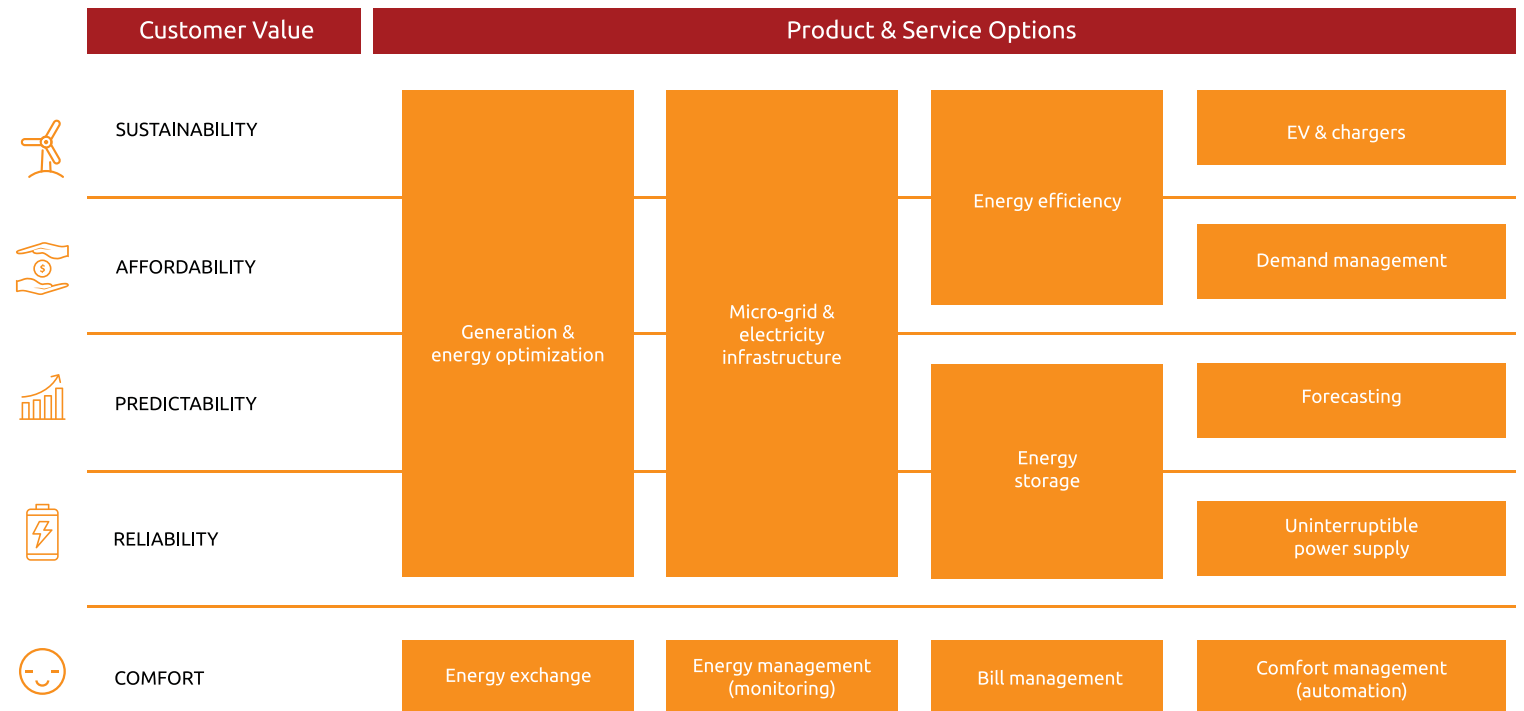 Customer Value
Product & Service Options
SUSTAINABILITY
EV & chargers
Energy efficiency
AFFORDABILITY
Demand management
$
Generation &
energy optimization
Micro-grid &
electricity
infrastructure
PREDICTABILITY
Forecasting
Energy
storage
RELIABILITY
Uninterruptible
power supply
COMFORT
Energy exchange
Energy management
(monitoring)
Bill management
Comfort management
(automation)